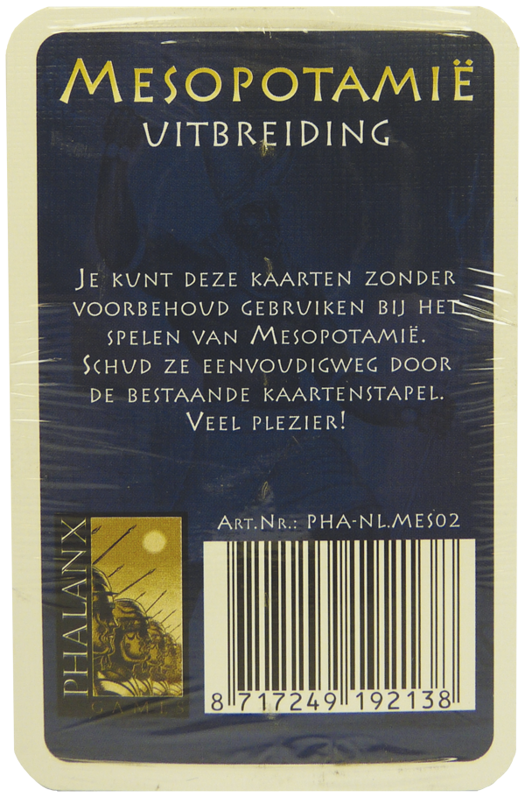 MESOPOTAMIË
UITBREIDING
JE KUNT DEZE KAARTEN ZONDER
VOORBEHOUD GEBRUIKEN BIJ HET
SPELEN VAN MESOPOTAMIË.
SCHUD ZE EENVOUDIGWEG DOOR
DE BESTAANDE KAARTENSTAPEL.
VEEL PLEZIER!
ART.NR.: PHA-NL.MES02
PHALANX
GAMES
8 717249 192138